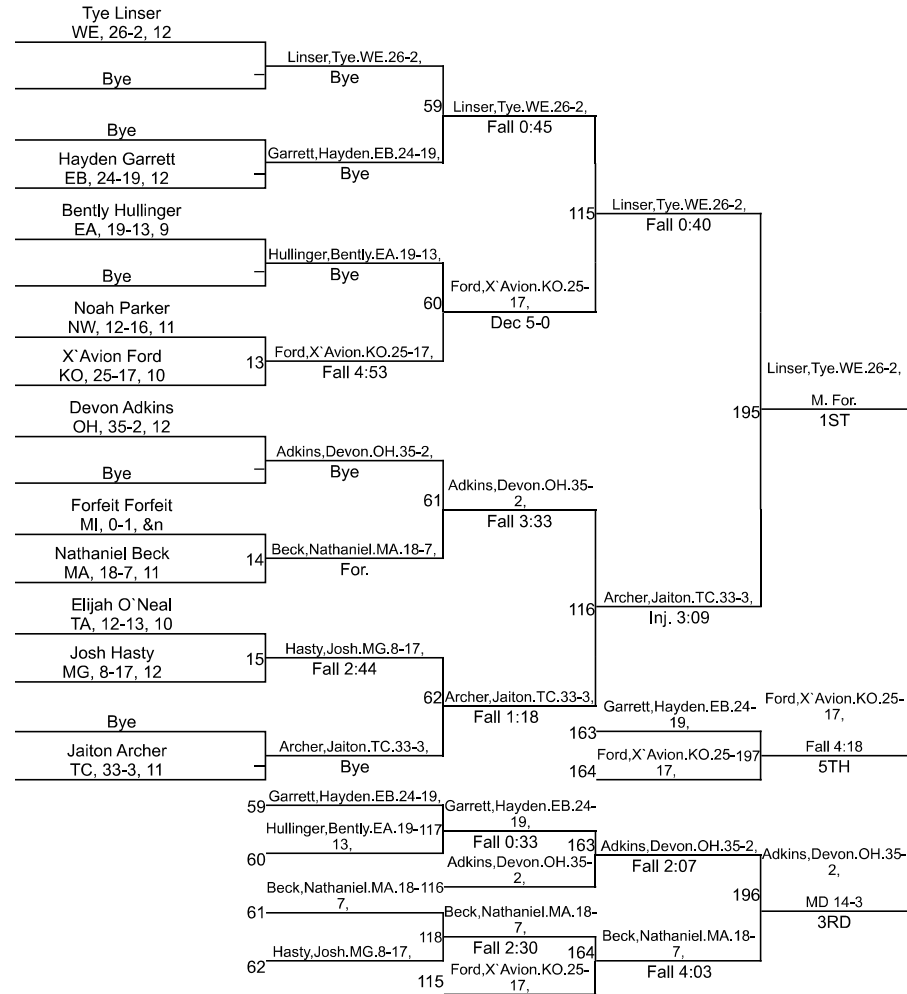 Tye Linser
WE, 26-2, 12
Linser,Tye.WE.26-2,
Bye
Bye
59
Linser,Tye.WE.26-2,
Fall 0:45
Bye
Hayden Garrett
EB, 24-19, 12
Garrett,Hayden.EB.24-19,
Bye
115
Linser,Tye.WE.26-2,
Fall 0:40
Bently Hullinger
EA, 19-13, 9
Hullinger,Bently.EA.19-13,
Bye
Bye
60
Ford,X`Avion.KO.25-
17,
Dec 5-0
Noah Parker
NW, 12-16, 11
X`Avion Ford
KO, 25-17, 10
13
Ford,X`Avion.KO.25-17,
Fall 4:53
Linser,Tye.WE.26-2,
195
M. For.
1ST
Devon Adkins
OH, 35-2, 12
Adkins,Devon.OH.35-2,
Bye
Bye
61
Adkins,Devon.OH.35-
2,
Fall 3:33
Forfeit Forfeit
MI, 0-1, &n
Nathaniel Beck
MA, 18-7, 11
14
Beck,Nathaniel.MA.18-7,
For.
116
Archer,Jaiton.TC.33-3,
Inj. 3:09
Elijah O`Neal
TA, 12-13, 10
Josh Hasty
MG, 8-17, 12
15
Hasty,Josh.MG.8-17,
Fall 2:44
62
Archer,Jaiton.TC.33-3,
Fall 1:18
Bye
Jaiton Archer
TC, 33-3, 11
Archer,Jaiton.TC.33-3,
Bye
Garrett,Hayden.EB.24-
19,
163
Ford,X`Avion.KO.25-
17,
164
197
Ford,X`Avion.KO.25-
17,
Fall 4:18
5TH
59
Garrett,Hayden.EB.24-19,
Hullinger,Bently.EA.19-
13,
60
117
Garrett,Hayden.EB.24-
19,
Fall 0:33
163
Adkins,Devon.OH.35-
2,
116
Adkins,Devon.OH.35-2,
Fall 2:07
Beck,Nathaniel.MA.18-
7,
61
118
Beck,Nathaniel.MA.18-
7,
Fall 2:30
Hasty,Josh.MG.8-17,
62
164
Ford,X`Avion.KO.25-
17,
115
Beck,Nathaniel.MA.18-
7,
Fall 4:03
196
Adkins,Devon.OH.35-
2,
MD 14-3
3RD